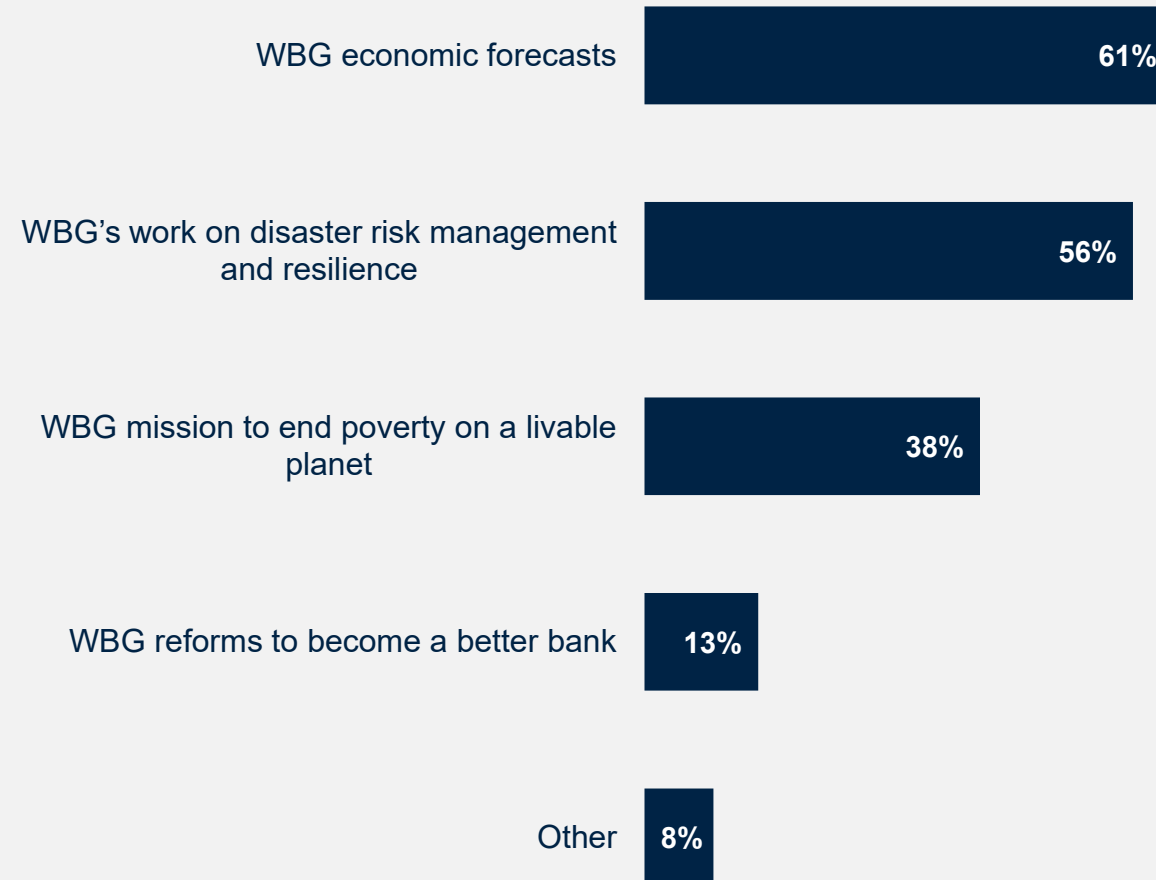 WBG economic forecasts
61%
WBG’s work on disaster risk management
and resilience
56%
WBG mission to end poverty on a livable
planet
38%
WBG reforms to become a better bank
13%
Other
8%